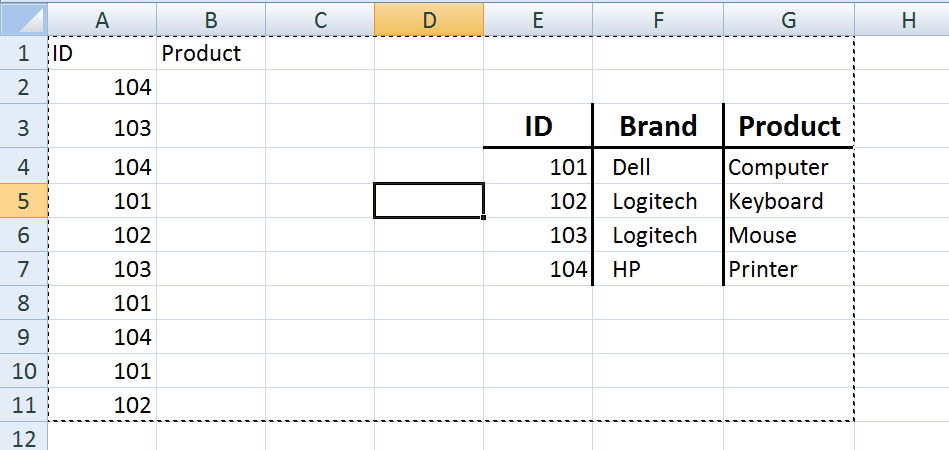 A B C D E F G H
1 ID Product
2 104
3 103 ID Brand Product
4 104 101 Dell Computer
5 101 102 Logitech Keyboard
6 102 103 Logitech Mouse
7 103 104 HP Printer
8 101
9 104
10 101
11 102
12